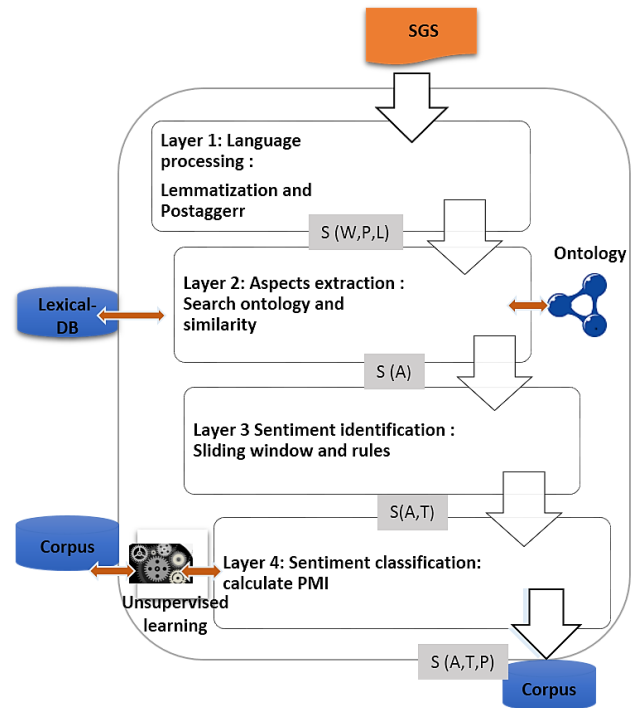 SGS
Layer 1: Language
processing :
Lemmatization and
Postaggerr
S (W,P,L)
Ontology
Layer 2: Aspects extraction :
Search ontology and
similarity
Lexical-
DB
S (A)
Layer 3 Sentiment identification :
Sliding window and rules
S(A,T)
Corpus
Layer 4: Sentiment classification:
calculate PMI
Unsupervised
learning
S (A,T,P)
Corpus